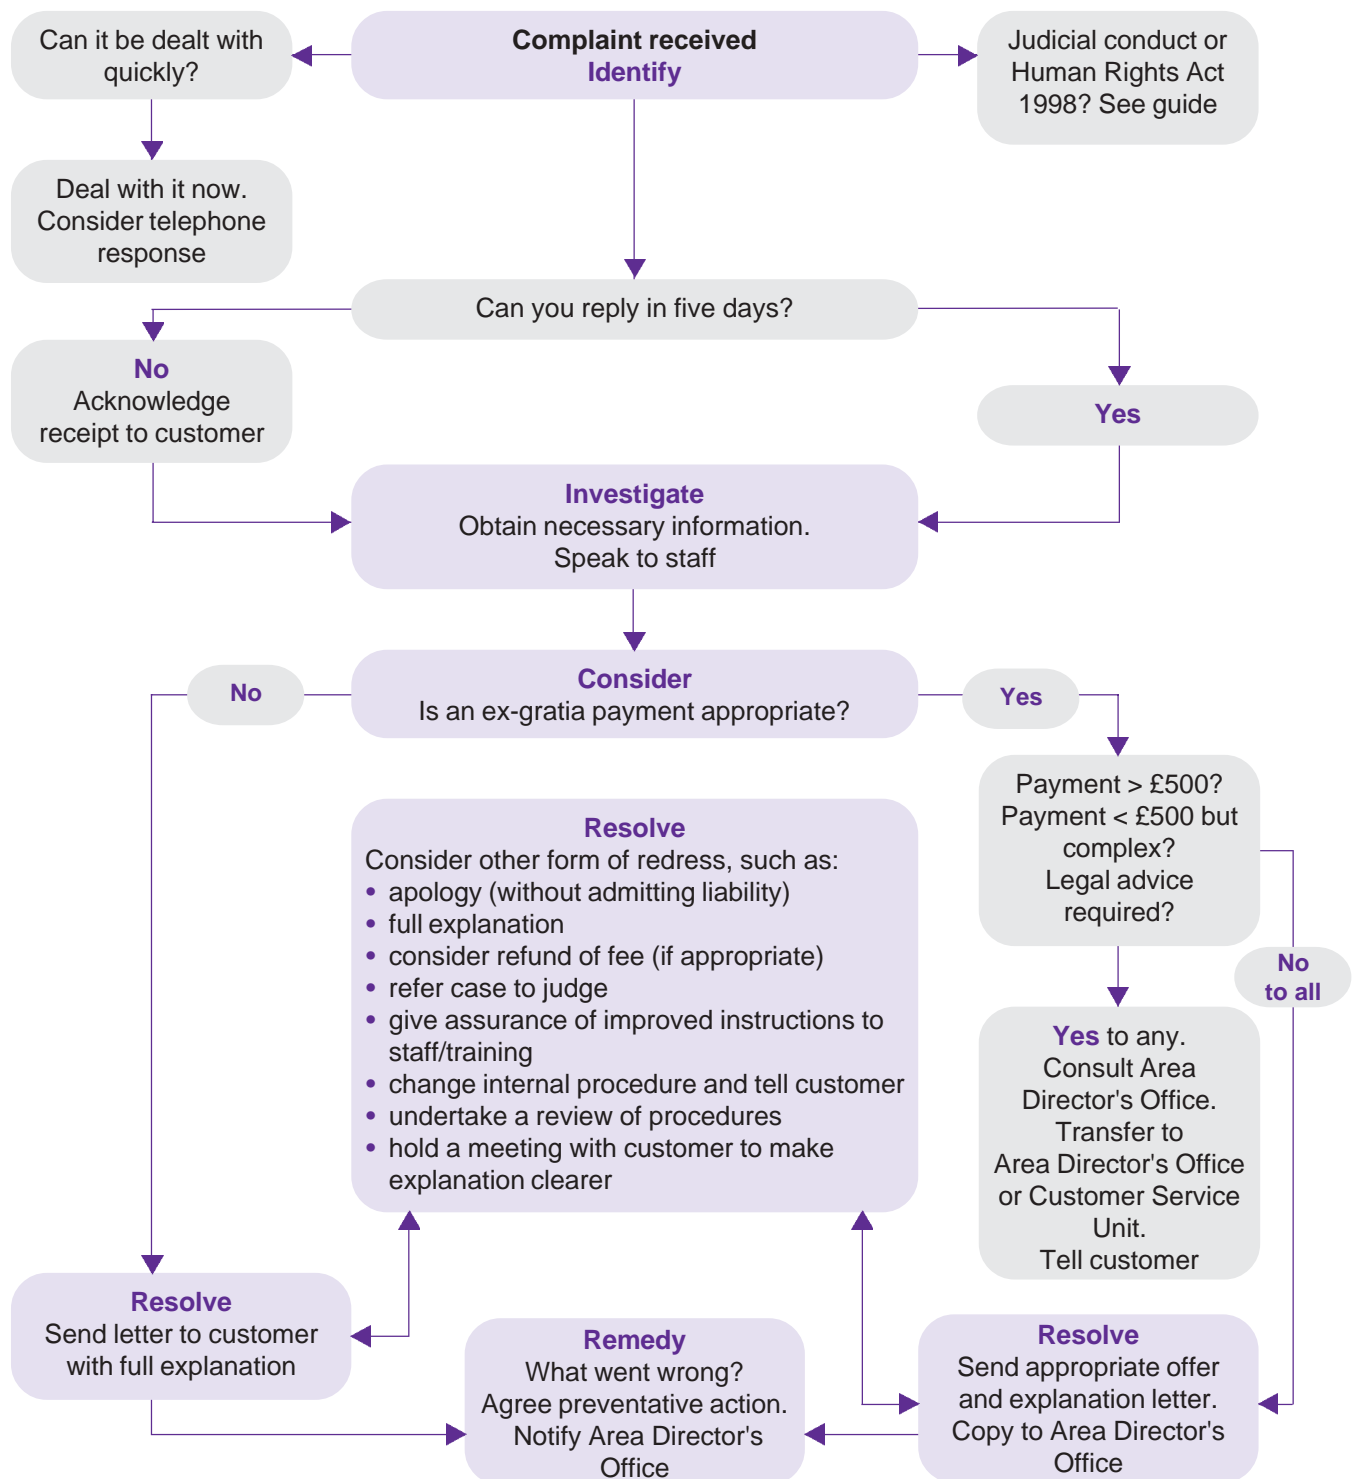 Can it be dealt with
quickly?
Complaint received
Identify
Judicial conduct or
Human Rights Act
1998? See guide
Deal with it now.
Consider telephone
response
Can you reply in five days?
No
Acknowledge
receipt to customer
Yes
Investigate
Obtain necessary information.
Speak to staff
No
Consider
Is an ex-gratia payment appropriate?
Yes
Payment > £500?
Payment < £500 but
complex?
Legal advice
required?
Resolve
Consider other form of redress, such as:
• apology (without admitting liability)
• full explanation
• consider refund of fee (if appropriate)
• refer case to judge
• give assurance of improved instructions to
staff/training
• change internal procedure and tell customer
• undertake a review of procedures
• hold a meeting with customer to make
explanation clearer
No
to all
Yes to any.
Consult Area
Director's Office.
Transfer to
Area Director's Office
or Customer Service
Unit.
Tell customer
Resolve
Send letter to customer
with full explanation
Remedy
What went wrong?
Agree preventative action.
Notify Area Director's
Office
Resolve
Send appropriate offer
and explanation letter.
Copy to Area Director's
Office